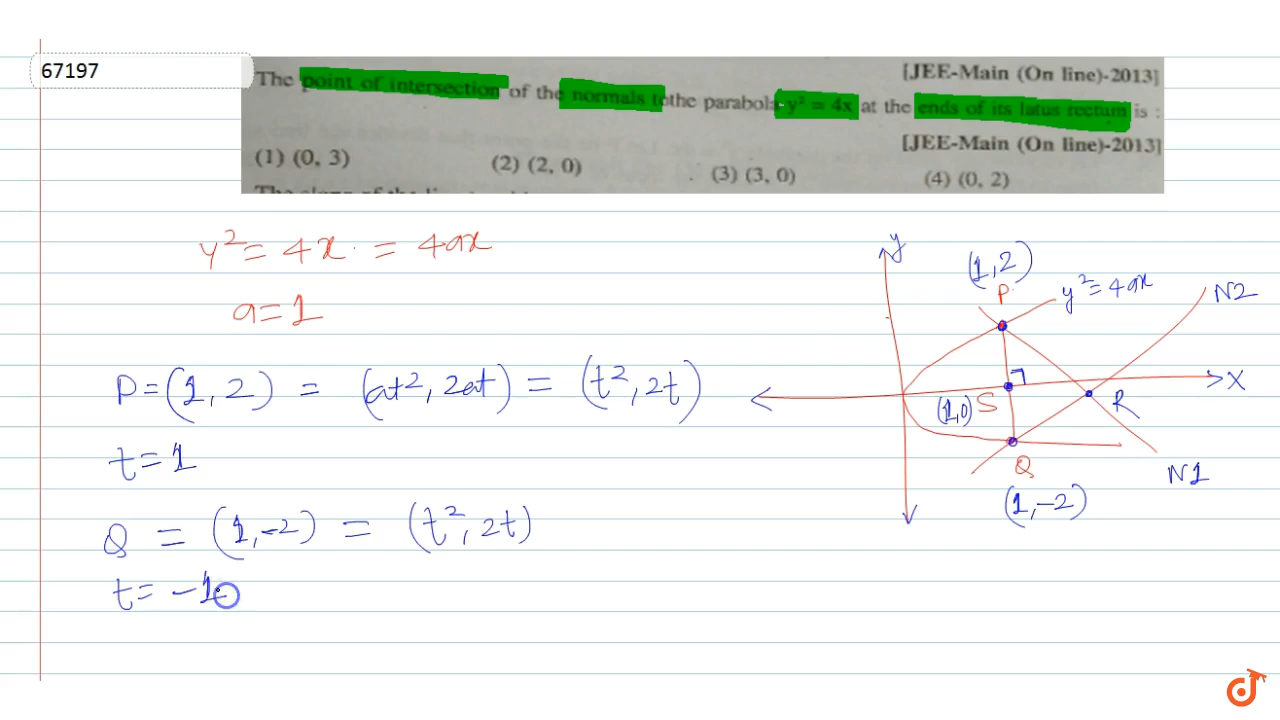 67197
[JEE-Main (On line)-2013]
The point of intersection of the normals tothe parabola y² = 4x at the ends of its latus rectum is :
[JEE-Main (On line)-2013]
(1) (0, 3) (2) (2, 0) (3) (3, 0) (4) (0, 2)
y² = 4x = 4ax
a = 1
P = (1, 2) = (at², 2at) = (t², 2t)
t = 1
Q = (1, -2) = (t², 2t)
t = -1
y
(1, 2)
P
y² = 4ax
N2
X
(1,0) S
R
Q
N1
(1, -2)